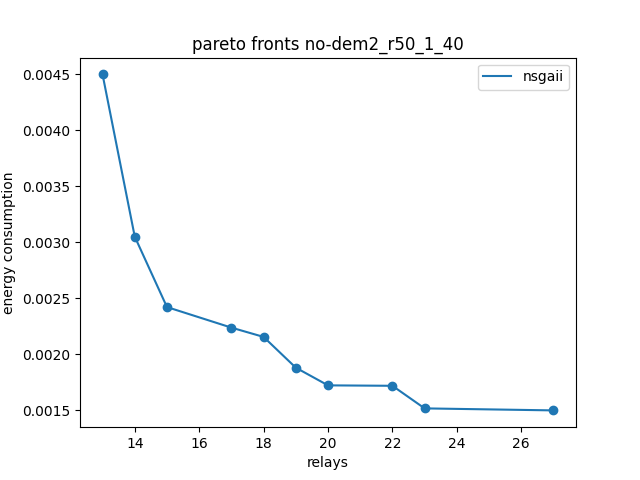 pareto fronts no-dem2_r50_1_40
nsgaii
energy consumption
0.0045
0.0040
0.0035
0.0030
0.0025
0.0020
0.0015
14 16 18 20 22 24 26
relays